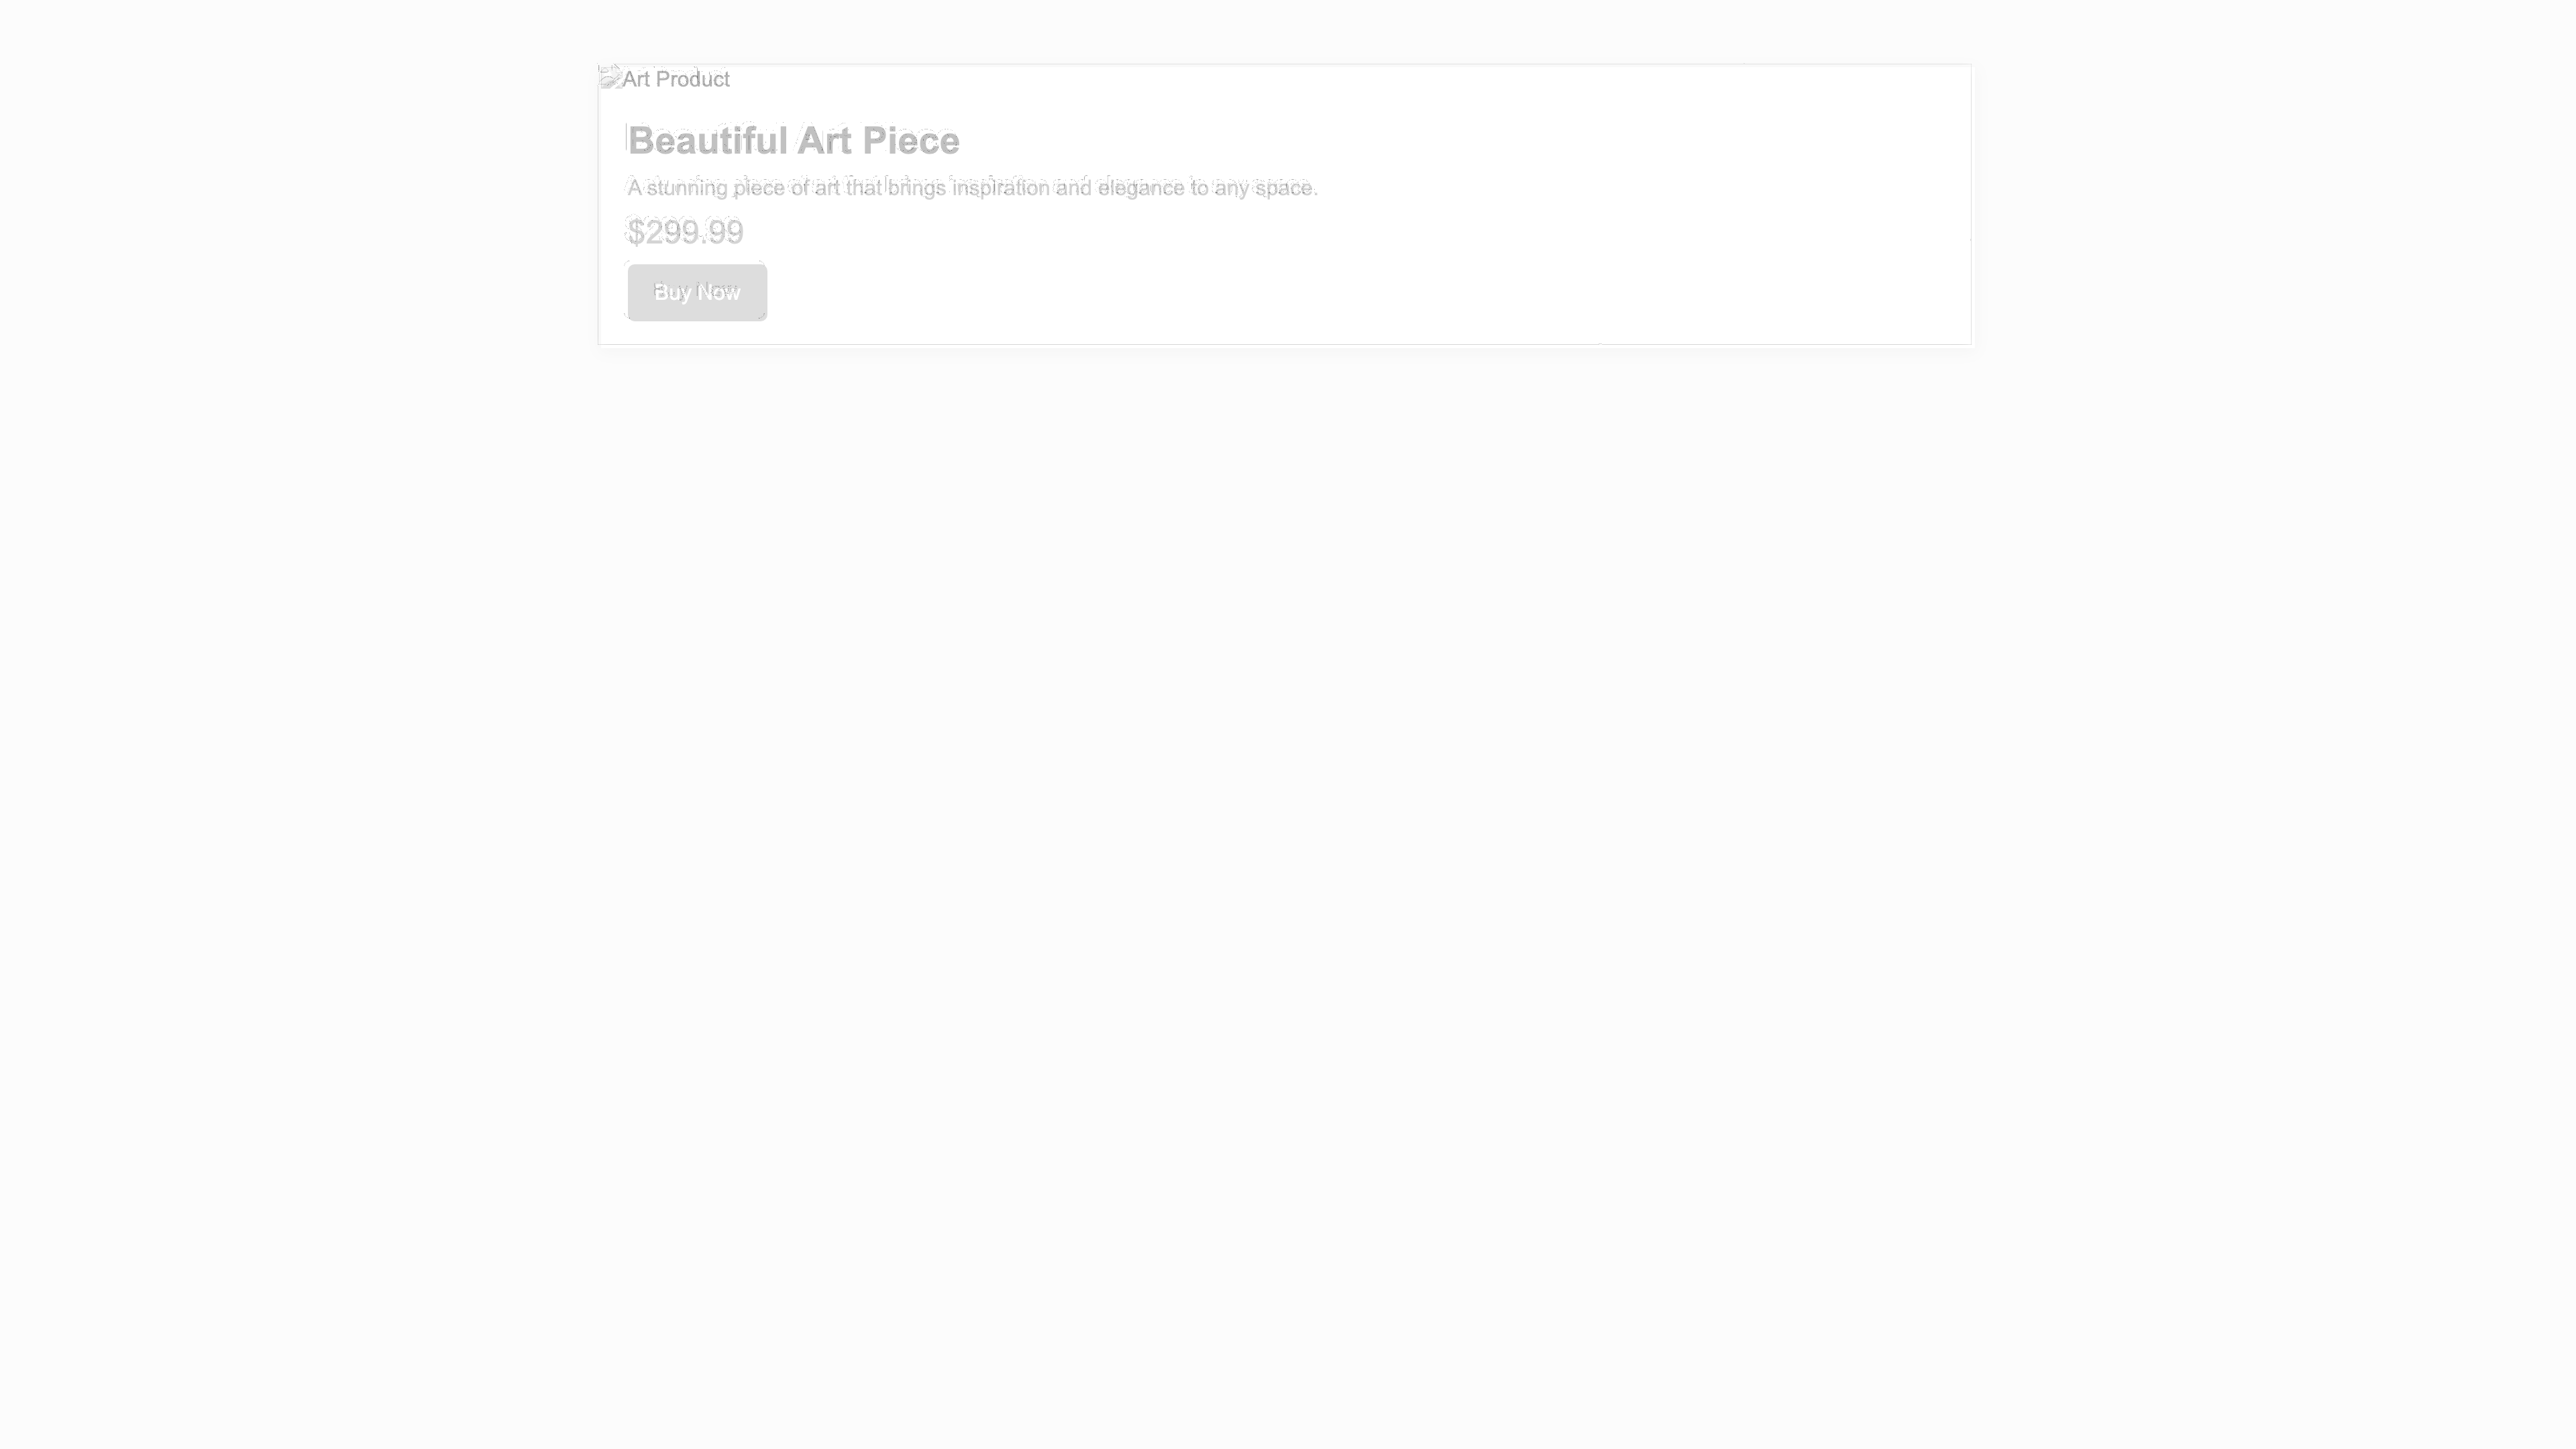 Art Product
Beautiful Art Piece
A stunning piece of art that brings inspiration and elegance to any space.
$299.99
Buy Now